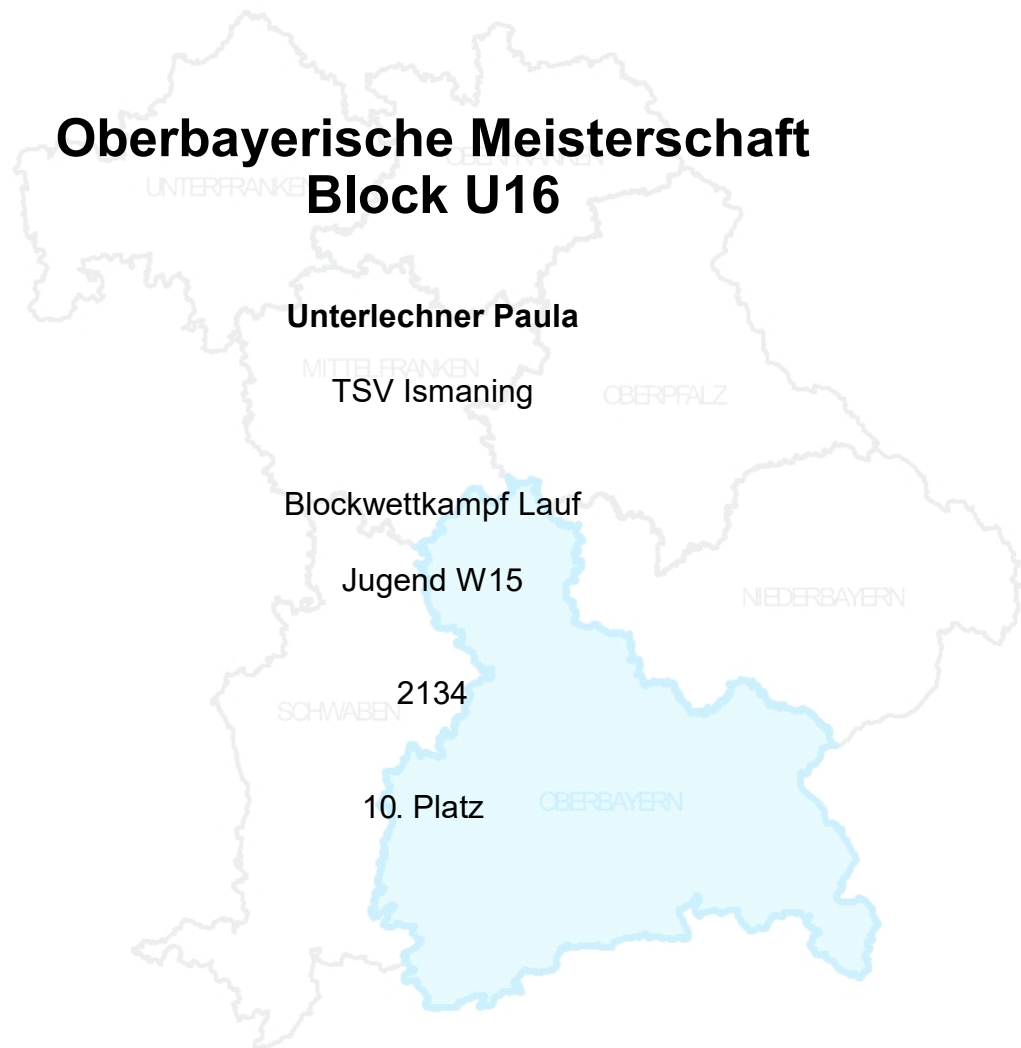 Oberbayerische Meisterschaft
OBERFRANKEN
UNTERFRANKEN
Block U16
Unterlechner Paula
MITTELFRANKEN
TSV Ismaning
OBERPFALZ
Blockwettkampf Lauf
Jugend W15
NIEDERBAYERN
2134
SCHWABEN
10. Platz
OBERBAYERN